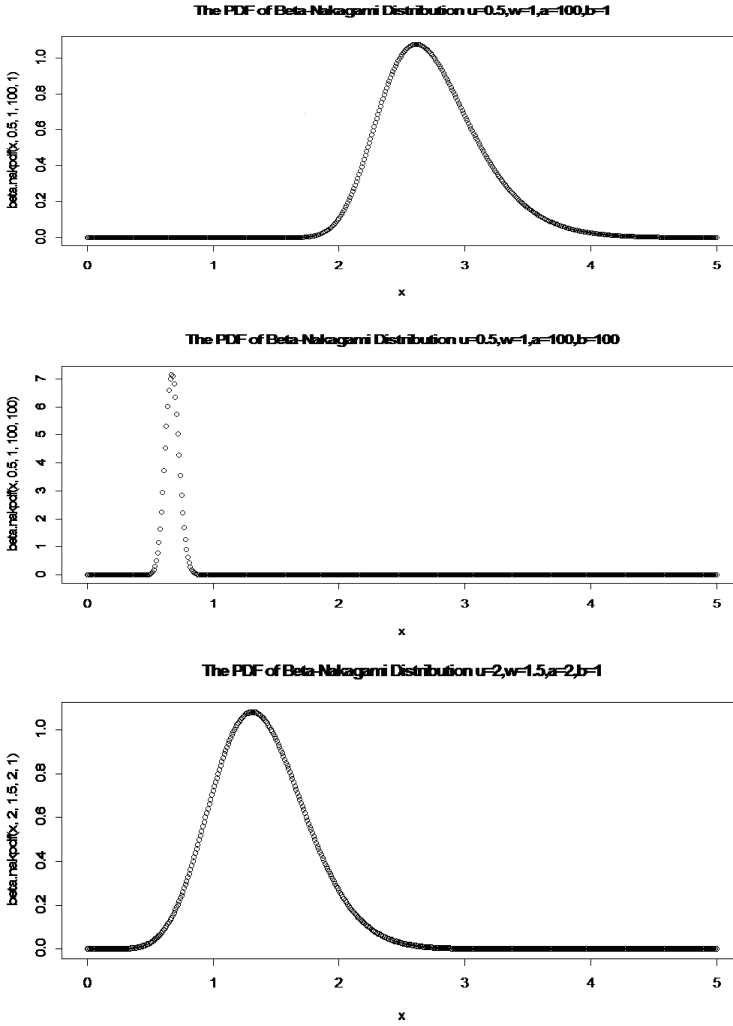 The PDF of Beta-Nakagami Distribution u=0.5,w=1,a=100,b=1
beta.nakpdf(x, 0.5, 1, 100, 1)
1.0
0.8
0.6
0.4
0.2
0.0
0 1 2 3 4 5
x
The PDF of Beta-Nakagami Distribution u=0.5,w=1,a=100,b=100
beta.nakpdf(x, 0.5, 1, 100, 100)
7
6
5
4
3
2
1
0
0 1 2 3 4 5
x
The PDF of Beta-Nakagami Distribution u=2,w=1.5,a=2,b=1
beta.nakpdf(x, 2, 1.5, 2, 1)
1.0
0.8
0.6
0.4
0.2
0.0
0 1 2 3 4 5
x